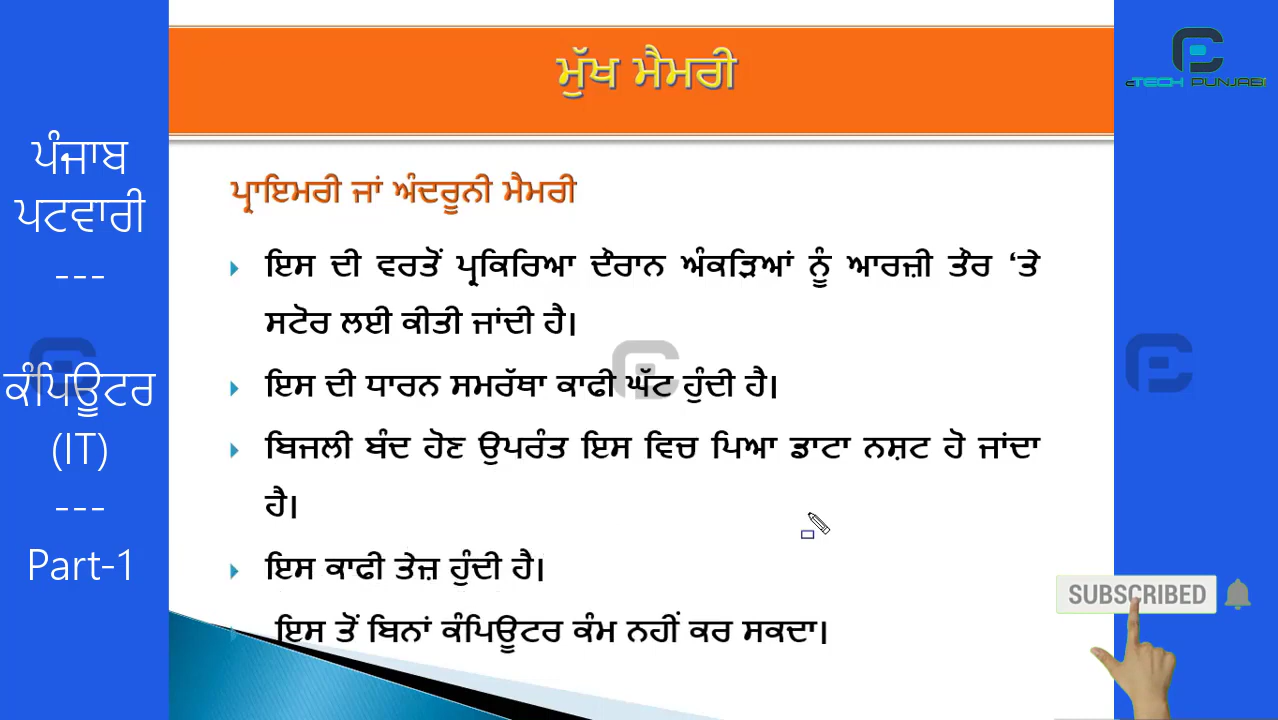 ਮੁੱਖ ਮੈਮਰੀ
eTECH PUNJABI
ਪੰਜਾਬ
ਪਟਵਾਰੀ
---
ਕੰਪਿਊਟਰ
(IT)
---
Part-1
ਪ੍ਰਾਇਮਰੀ ਜਾਂ ਅੰਦਰੂਨੀ ਮੈਮਰੀ
ਇਸ ਦੀ ਵਰਤੋਂ ਪ੍ਰਕਿਰਿਆ ਦੌਰਾਨ ਅੰਕੜਿਆਂ ਨੂੰ ਆਰਜ਼ੀ ਤੌਰ ‘ਤੇ
ਸਟੋਰ ਲਈ ਕੀਤੀ ਜਾਂਦੀ ਹੈ।
ਇਸ ਦੀ ਧਾਰਨ ਸਮਰੱਥਾ ਕਾਫੀ ਘੱਟ ਹੁੰਦੀ ਹੈ।
ਬਿਜਲੀ ਬੰਦ ਹੋਣ ਉਪਰੰਤ ਇਸ ਵਿਚ ਪਿਆ ਡਾਟਾ ਨਸ਼ਟ ਹੋ ਜਾਂਦਾ
ਹੈ।
ਇਸ ਕਾਫੀ ਤੇਜ਼ ਹੁੰਦੀ ਹੈ।
ਇਸ ਤੋਂ ਬਿਨਾਂ ਕੰਪਿਊਟਰ ਕੰਮ ਨਹੀਂ ਕਰ ਸਕਦਾ।
SUBSCRIBED